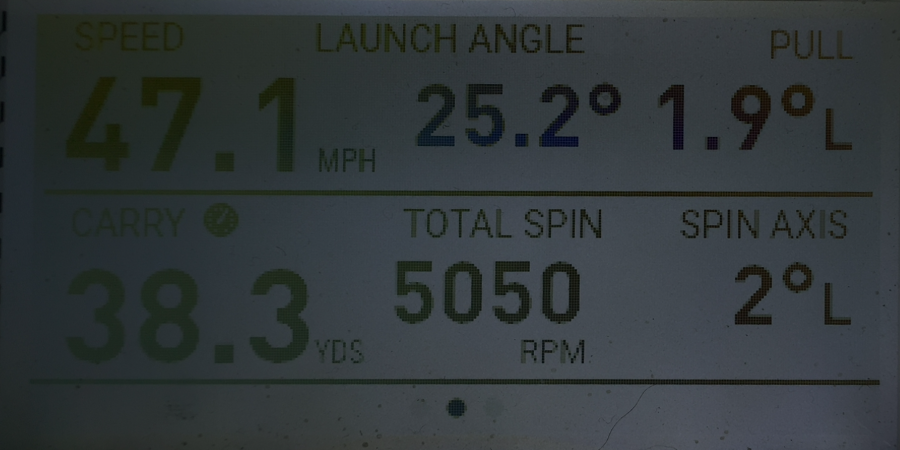 SPEED LAUNCH ANGLE PULL
47.1 MPH 25.2° 1.9° L
CARRY TOTAL SPIN SPIN AXIS
38.3 YDS 5050 RPM 2° L